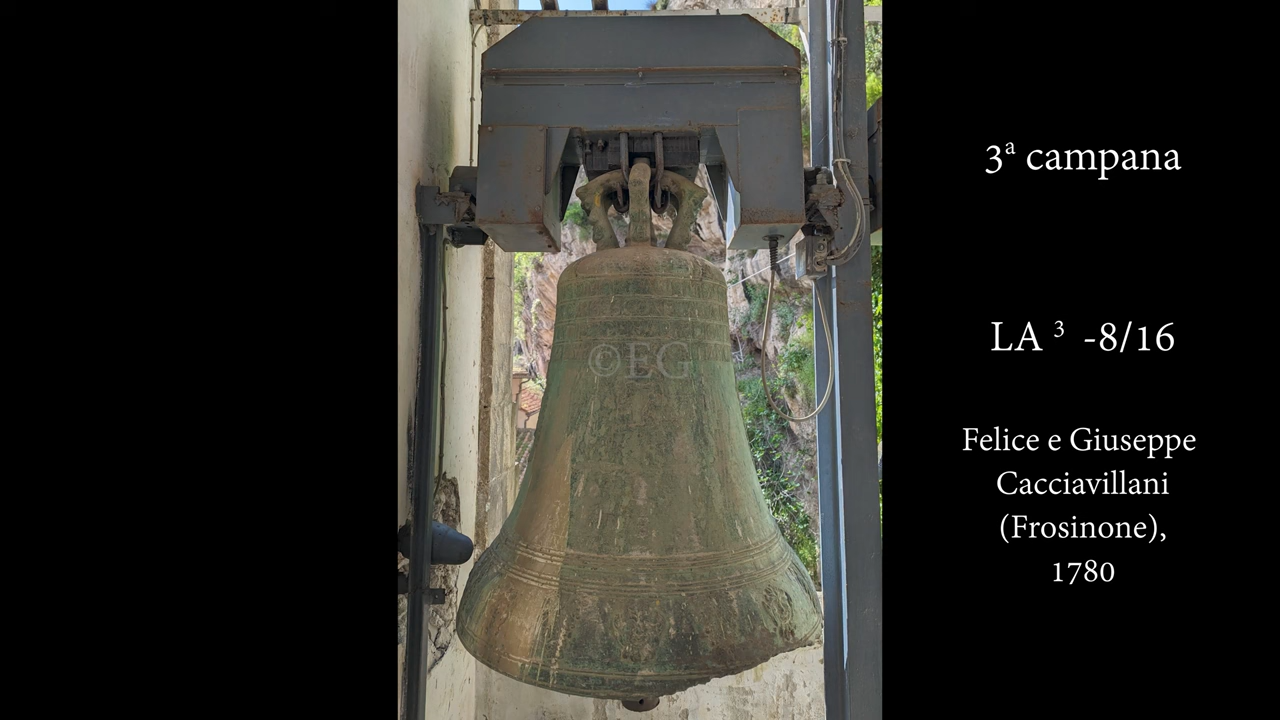 3ª campana
LA ³ -8/16
©EG
Felice e Giuseppe
Cacciavillani
(Frosinone),
1780